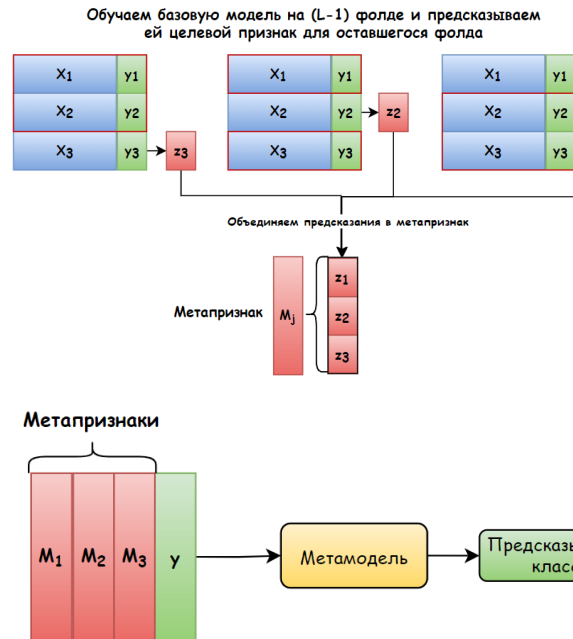 Обучаем базовую модель на (L-1) фолде и предсказываем
ей целевой признак для оставшегося фолда
X1 y1 X1 y1 X1 y1
X2 y2 z2 X2 y2 X2 y2
X3 y3 z3 X3 y3 X3 y3
Объединяем предсказания в метапризнак
Метапризнак Mj z1
z2
z3
Метапризнаки
M1 M2 M3 y
Метамодель
Предсказы
класс